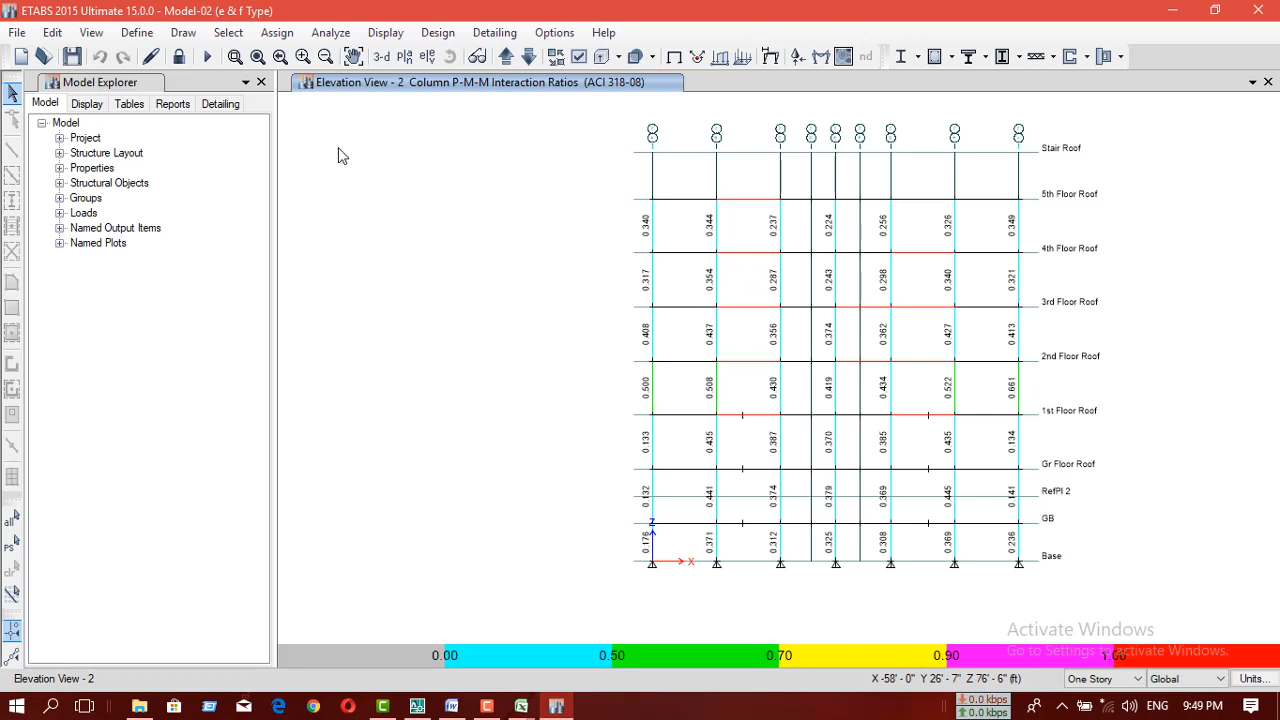 ETABS 2015 Ultimate 15.0.0 - Model-02 (e & f Type)
File Edit View Define Draw Select Assign Analyze Display Design Detailing Options Help
3-d
nd
Model Explorer
Elevation View - 2 Column P-M-M Interaction Ratios (ACI 318-08)
Model Display Tables Reports Detailing
Model
Project
Structure Layout
Properties
Structural Objects
Groups
Loads
Named Output Items
Named Plots
all
PS
clr
Stair Roof
5th Floor Roof
0.340 0.344 0.237 0.224 0.256 0.326 0.349
4th Floor Roof
0.317 0.354 0.287 0.243 0.298 0.340 0.321
3rd Floor Roof
0.408 0.437 0.356 0.374 0.362 0.427 0.413
2nd Floor Roof
0.500 0.508 0.430 0.419 0.434 0.522 0.661
1st Floor Roof
0.133 0.435 0.387 0.370 0.385 0.435 0.134
Gr Floor Roof
0.132 0.441 0.374 0.379 0.369 0.445 0.141
RefPl 2
GB
Z
0.176 0.371 0.312 0.325 0.308 0.369 0.236
X
Base
Activate Windows
Go to Settings to activate Windows.
0.00 0.50 0.70 0.90 1.00
Elevation View - 2
X -58' - 0" Y 26' - 7" Z 76' - 6" (ft)
One Story
Global
Units...
0.0 kbps
0.0 kbps
ENG
9:49 PM